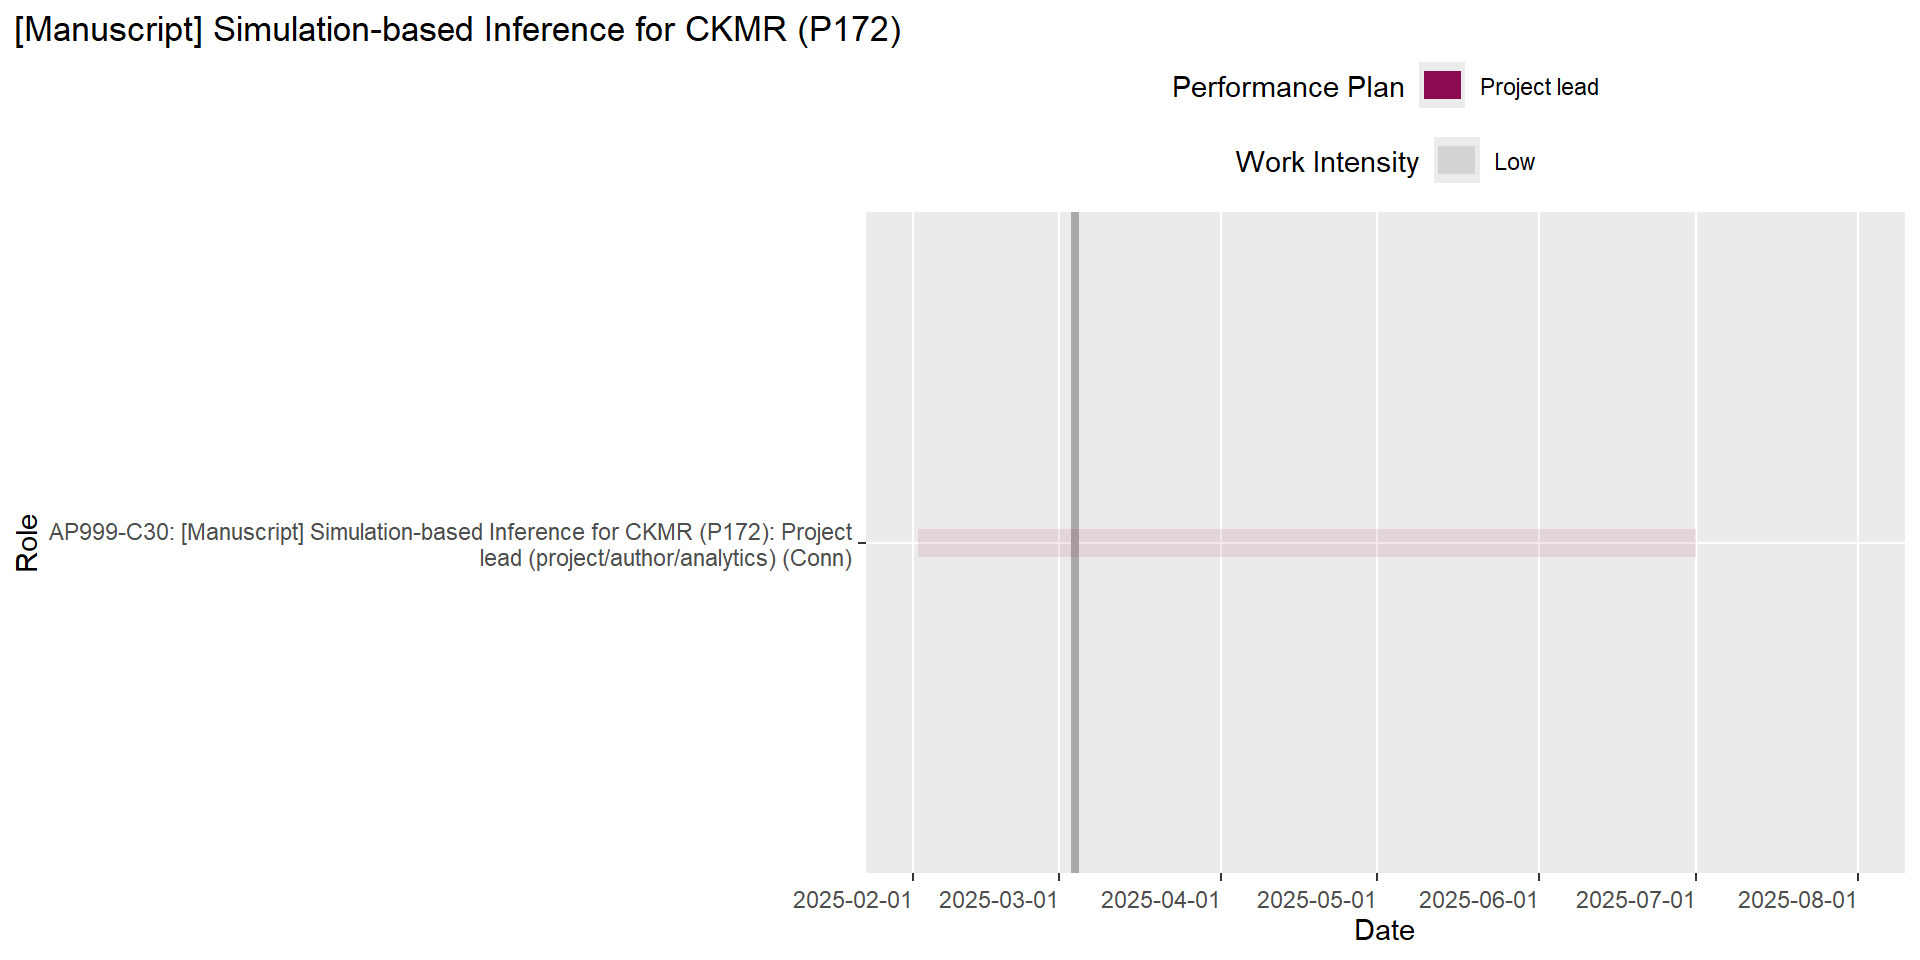 [Manuscript] Simulation-based Inference for CKMR (P172)
Performance Plan Project lead
Work Intensity Low
Role
AP999-C30: [Manuscript] Simulation-based Inference for CKMR (P172): Project
lead (project/author/analytics) (Conn)
2025-02-01 2025-03-01 2025-04-01 2025-05-01 2025-06-01 2025-07-01 2025-08-01
Date